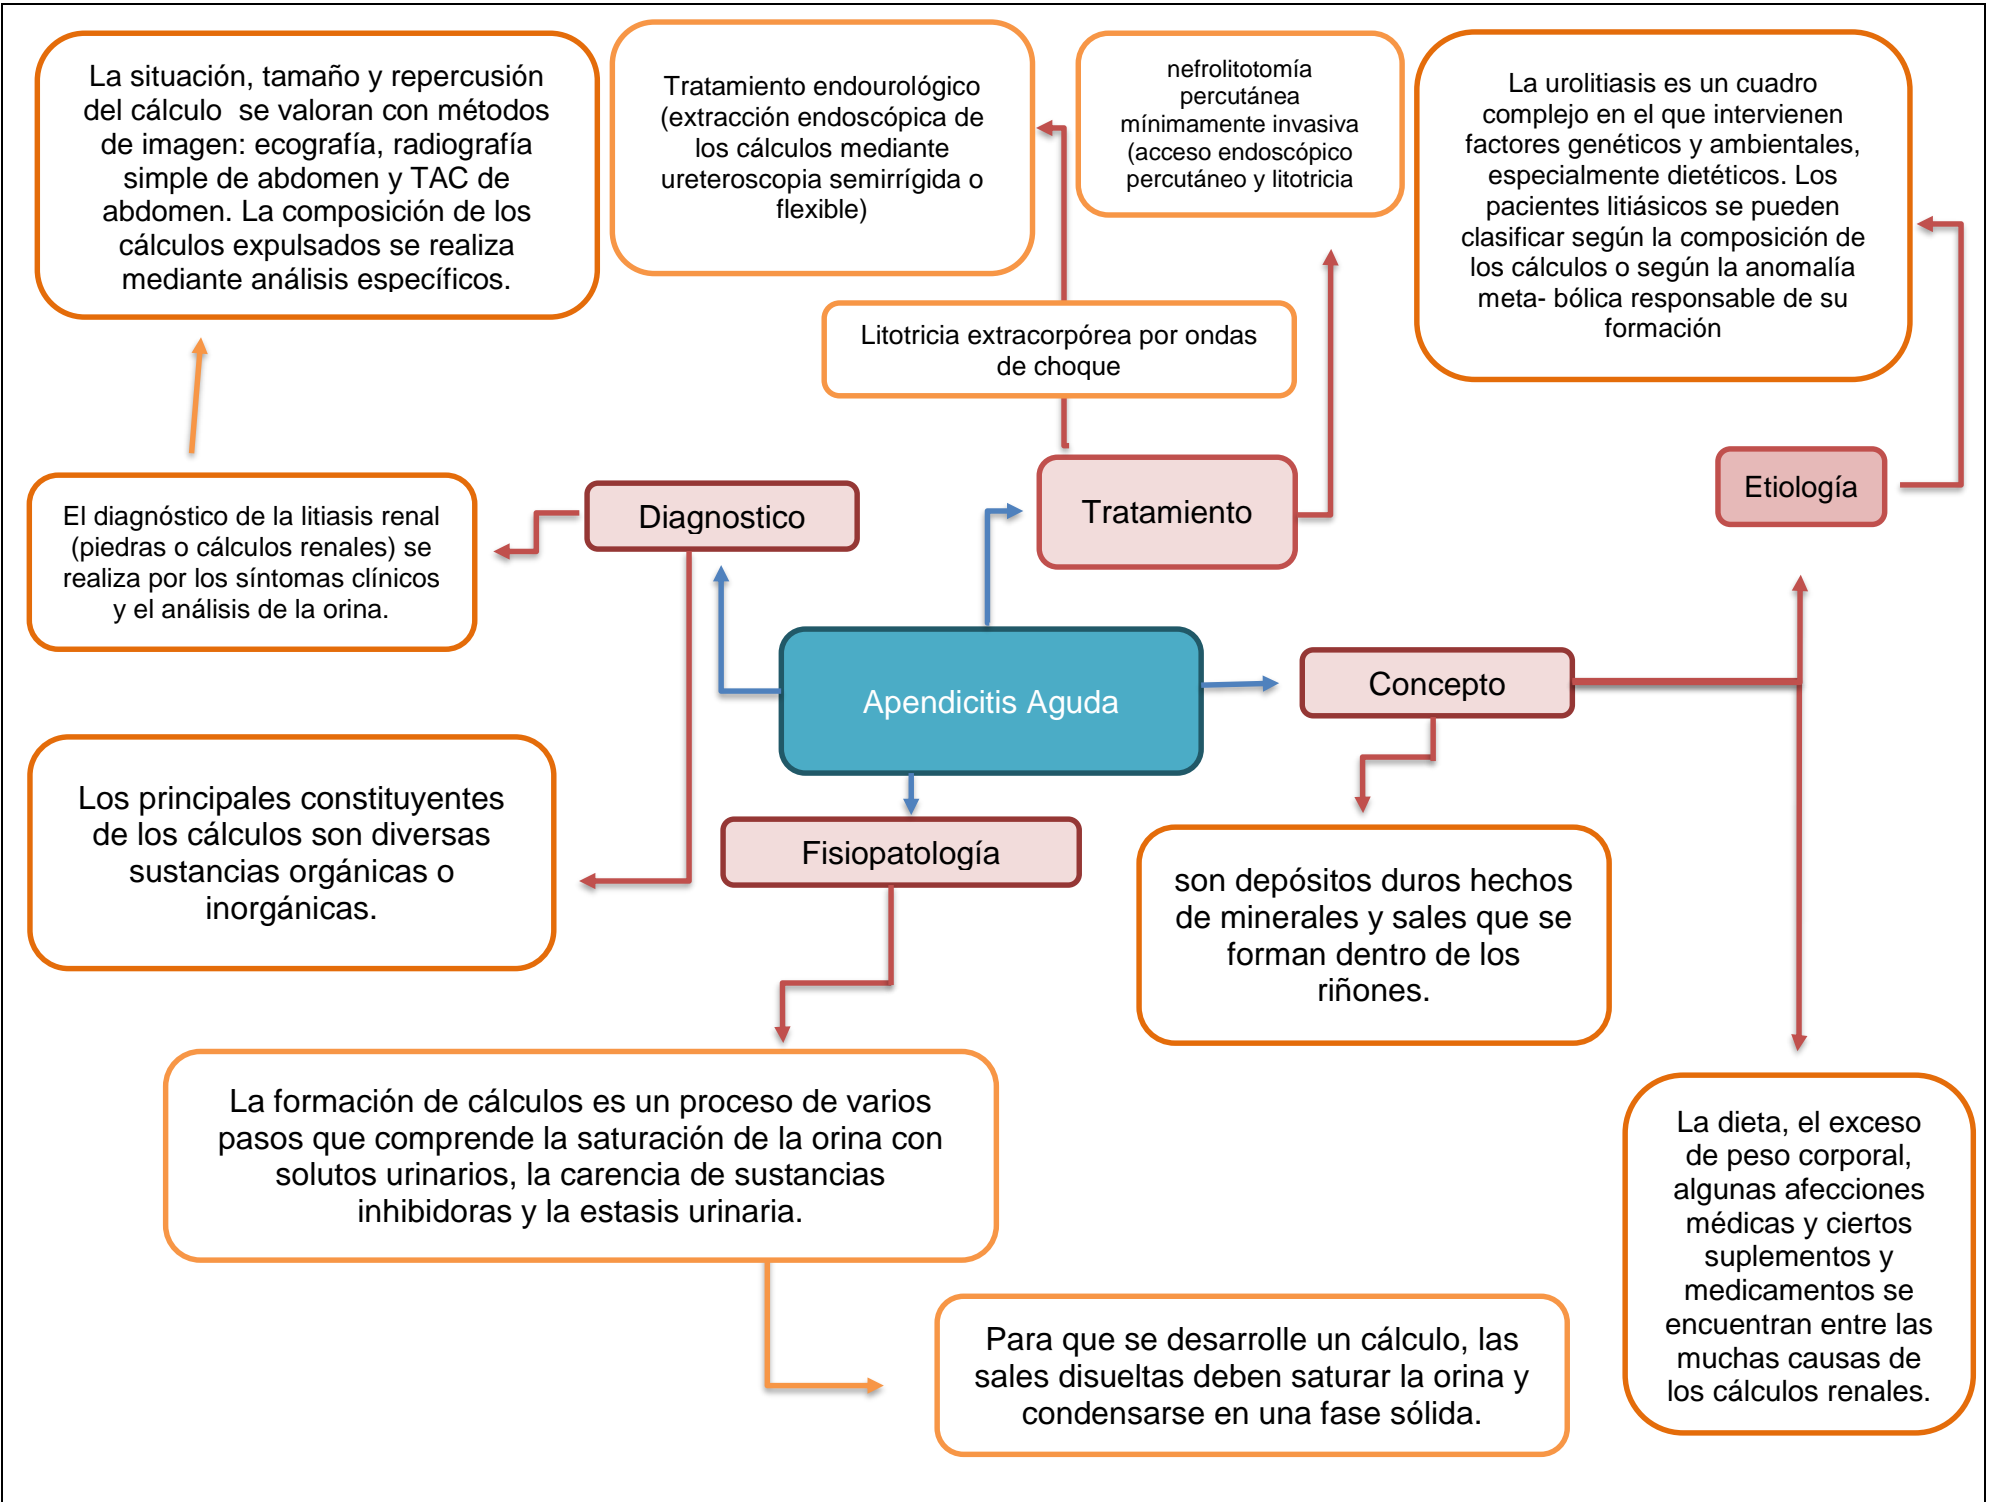 La situación, tamaño y repercusión
del cálculo  se valoran con métodos
de imagen: ecografía, radiografía
simple de abdomen y TAC de
abdomen. La composición de los
cálculos expulsados se realiza
mediante análisis específicos.
Tratamiento endourológico
(extracción endoscópica de
los cálculos mediante
ureteroscopia semirrígida o
flexible)
nefrolitotomía
percutánea
mínimamente invasiva
(acceso endoscópico
percutáneo y litotricia
La urolitiasis es un cuadro
complejo en el que intervienen
factores genéticos y ambientales,
especialmente dietéticos. Los
pacientes litiásicos se pueden
clasificar según la composición de
los cálculos o según la anomalía
meta- bólica responsable de su
formación
Litotricia extracorpórea por ondas
de choque
El diagnóstico de la litiasis renal
(piedras o cálculos renales) se
realiza por los síntomas clínicos
y el análisis de la orina.
Diagnostico
Tratamiento
Etiología
Apendicitis Aguda
Concepto
Los principales constituyentes
de los cálculos son diversas
sustancias orgánicas o
inorgánicas.
Fisiopatología
son depósitos duros hechos
de minerales y sales que se
forman dentro de los
riñones.
La formación de cálculos es un proceso de varios
pasos que comprende la saturación de la orina con
solutos urinarios, la carencia de sustancias
inhibidoras y la estasis urinaria.
La dieta, el exceso
de peso corporal,
algunas afecciones
médicas y ciertos
suplementos y
medicamentos se
encuentran entre las
muchas causas de
los cálculos renales.
Para que se desarrolle un cálculo, las
sales disueltas deben saturar la orina y
condensarse en una fase sólida.